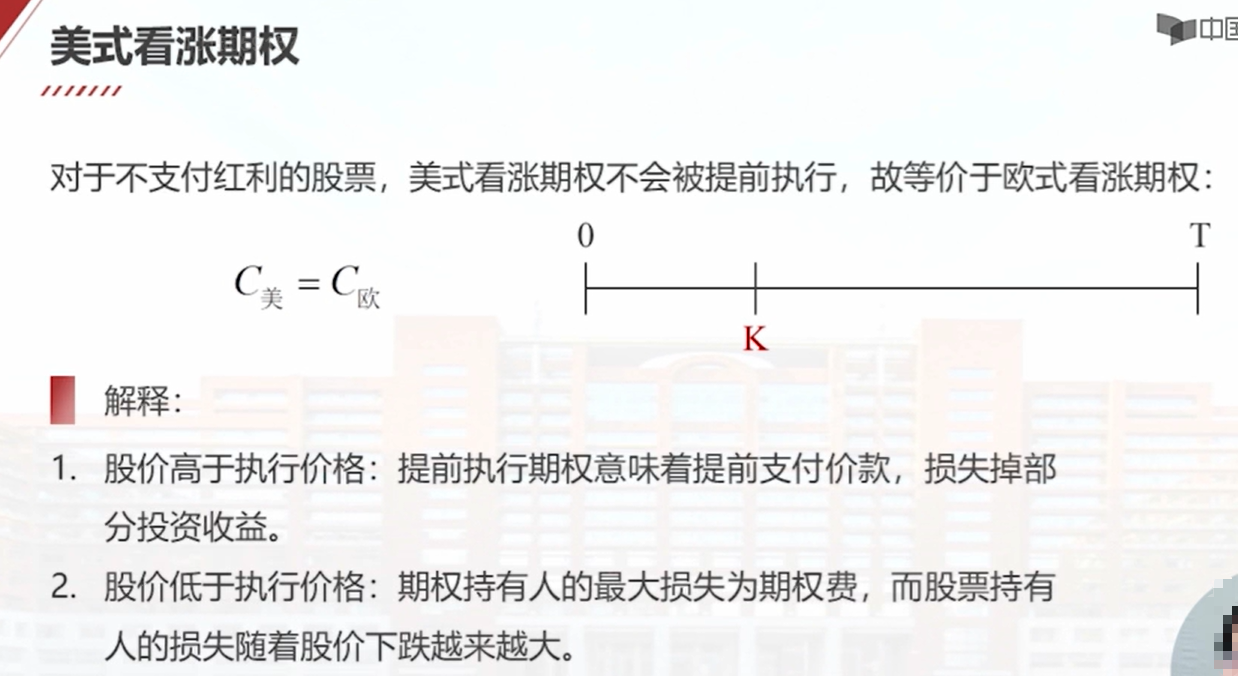 美式看涨期权
中国
对于不支付红利的股票，美式看涨期权不会被提前执行，故等价于欧式看涨期权：
0 T
C美 = C欧
K
解释：
1. 股价高于执行价格：提前执行期权意味着提前支付价款，损失掉部
分投资收益。
2. 股价低于执行价格：期权持有人的最大损失为期权费，而股票持有
人的损失随着股价下跌越来越大。